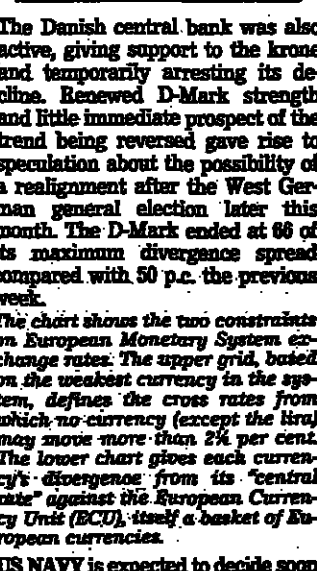 The Danish central bank was also
active, giving support to the krone
and temporarily arresting its de-
cline. Renewed D-Mark strength
and little immediate prospect of the
trend being reversed gave rise to
speculation about the possibility of
a realignment after the West Ger-
man general election later this
month. The D-Mark ended at 66 of
its maximum divergence spread
compared with 50 p.c. the previous
week.
The chart shows the two constraints
on European Monetary System ex-
change rates. The upper grid, based
on the weakest currency in the sys-
tem, defines the cross rates from
which no currency (except the lira)
may move more than 2¼ per cent.
The lower chart gives each curren-
cy's divergence from its "central
rate" against the European Curren-
cy Unit (ECU), itself a basket of Eu-
ropean currencies.
US NAVY is expected to decide soon